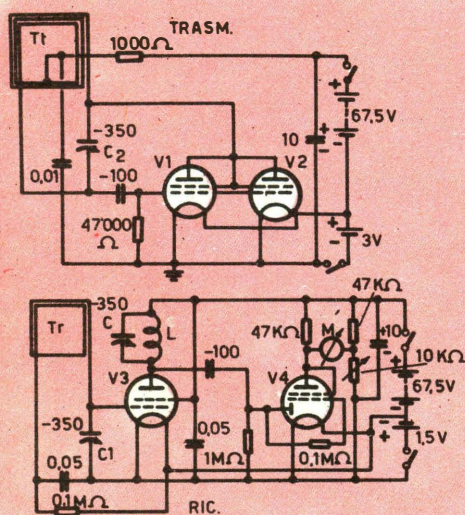 Tt
TRASM.
1000Ω
-350
C2
V1
V2
10
+
-
+
67,5V
-
0,01
-100
47'000
Ω
+
-
3V
-350
C
L
Tr
47KΩ
M
47KΩ
+10
-
10KΩ
-100
V3
V4
+
67,5V
-
-
+
1,5V
-350
C1
0,05
0,05
1MΩ
0,1MΩ
0,1MΩ
RIC.